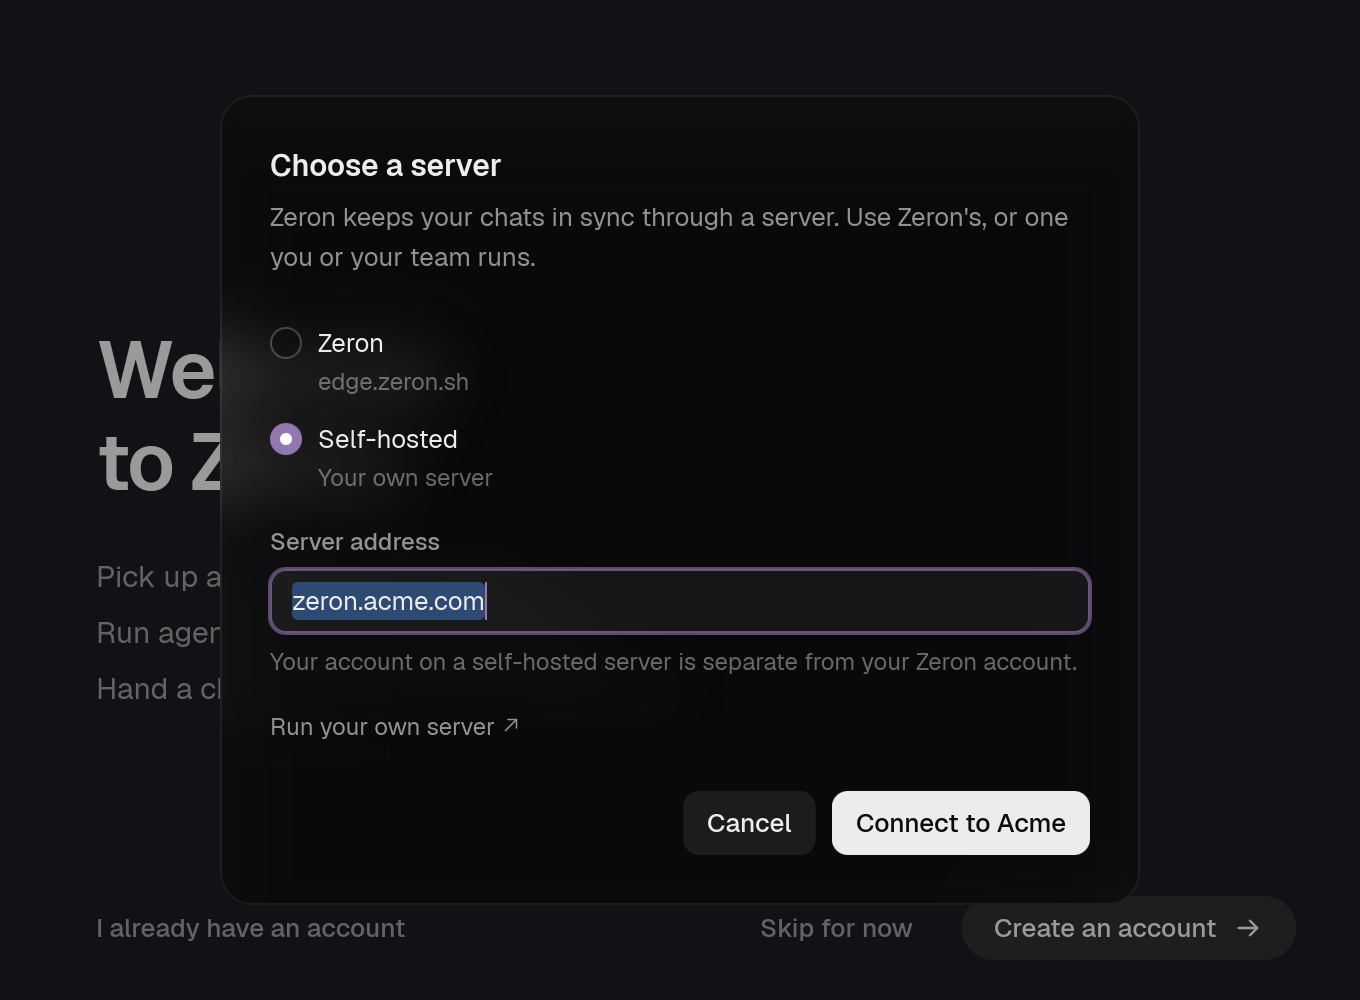 Choose a server
Zeron keeps your chats in sync through a server. Use Zeron's, or one
you or your team runs.
Zeron
edge.zeron.sh
Self-hosted
Your own server
Server address
zeron.acme.com
Your account on a self-hosted server is separate from your Zeron account.
Run your own server ↗
Cancel
Connect to Acme
to
Pick up
Run
Hand a
I already have an account
Skip for now
Create an account →